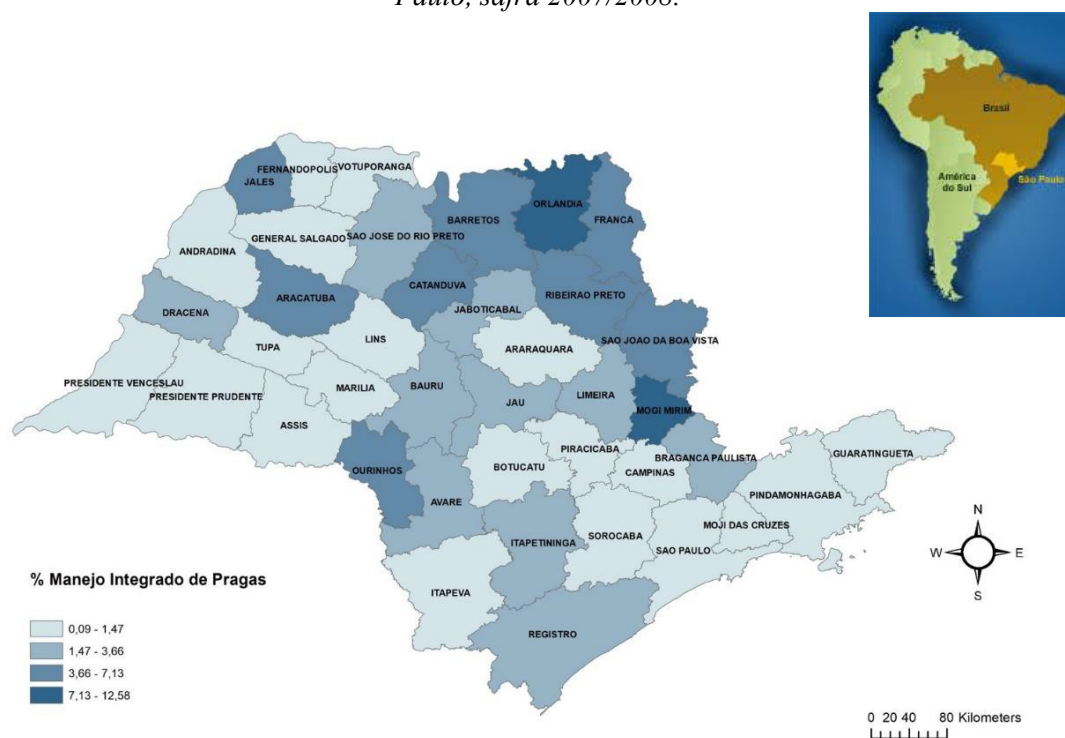 Paulo, safra 2007/2008.
Brasil
América
do Sul
São Paulo
FERNANDOPOLIS
VOTUPORANGA
JALES
ORLANDIA
BARRETOS
FRANCA
GENERAL SALGADO
SAO JOSE DO RIO PRETO
ANDRADINA
CATANDUVA
RIBEIRAO PRETO
ARACATUBA
JABOTICABAL
DRACENA
LINS
SAO JOAO DA BOA VISTA
TUPA
ARARAQUARA
PRESIDENTE VENCESLAU
MARILIA
BAURU
LIMEIRA
PRESIDENTE PRUDENTE
JAU
MOGI MIRIM
ASSIS
PIRACICABA
GUARATINGUETA
BRAGANCA PAULISTA
OURINHOS
BOTUCATU
CAMPINAS
PINDAMONHAGABA
AVARE
MOJI DAS CRUZES
SOROCABA
ITAPETININGA
SAO PAULO
N
W
E
S
% Manejo Integrado de Pragas
ITAPEVA
0,09 - 1,47
REGISTRO
1,47 - 3,66
3,66 - 7,13
7,13 - 12,58
0 20 40 80 Kilometers